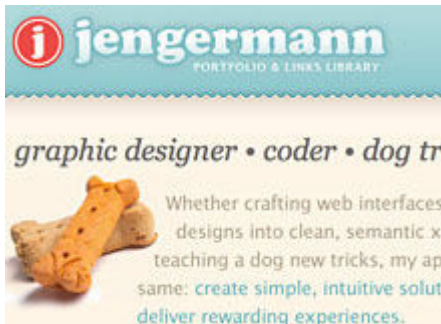 j jengermann
PORTFOLIO & LINKS LIBRARY
graphic designer • coder • dog tr
Whether crafting web interfaces
designs into clean, semantic x
teaching a dog new tricks, my ap
same: create simple, intuitive solut
deliver rewarding experiences.